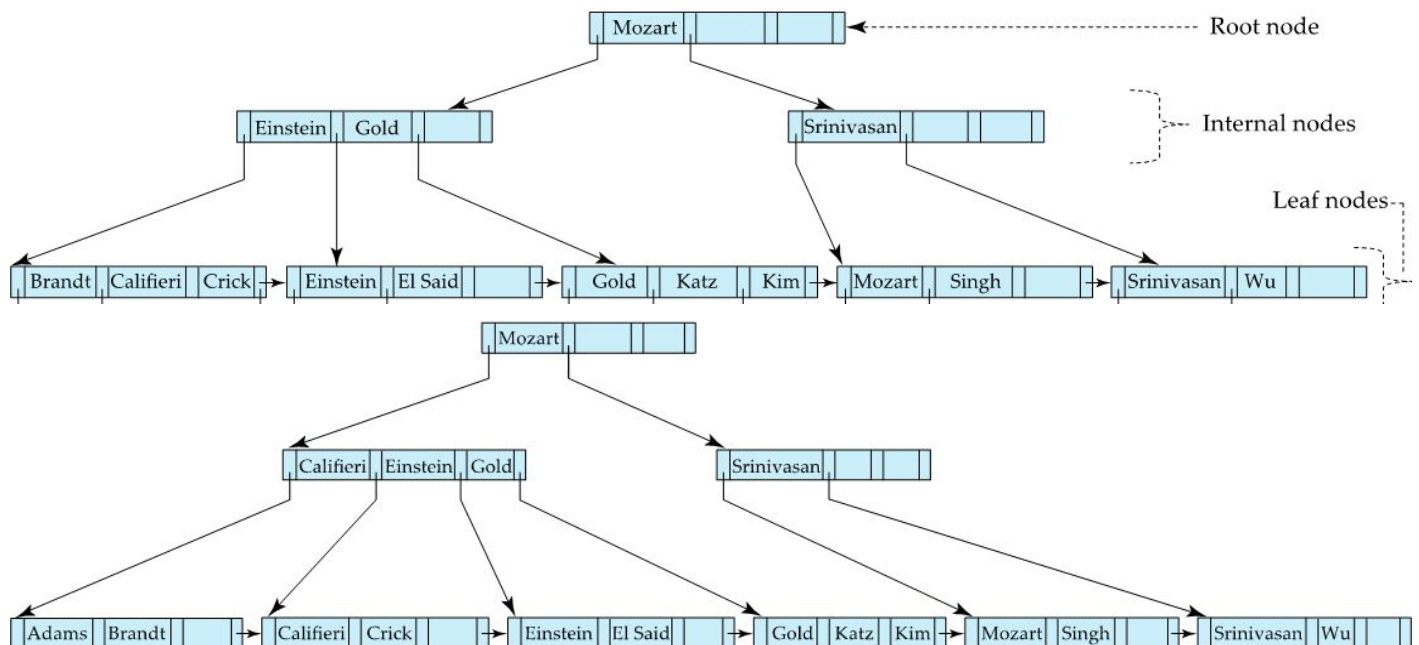 Mozart
Root node
Einstein Gold
Srinivasan
Internal nodes
Leaf nodes
Brandt Califieri Crick Einstein El Said Gold Katz Kim Mozart Singh Srinivasan Wu
Mozart
Califieri Einstein Gold
Srinivasan
Adams Brandt Califieri Crick Einstein El Said Gold Katz Kim Mozart Singh Srinivasan Wu